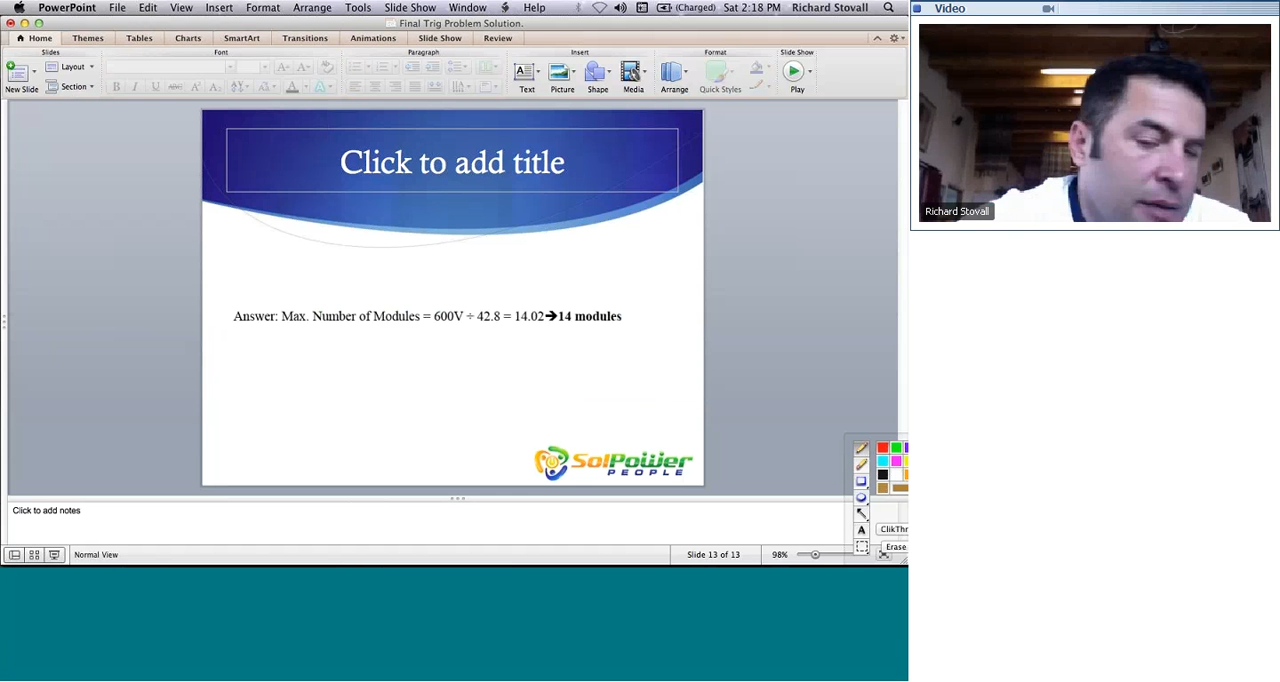 PowerPoint File Edit View Insert Format Arrange Tools Slide Show Window Help (Charged) Sat 2:18 PM Richard Stovall
Final Trig Problem Solution.
Home Themes Tables Charts SmartArt Transitions Animations Slide Show Review
Slides Font Paragraph Insert Format Slide Show
Layout
Section
New Slide
B I U ABC A A
Text Picture Shape Media Arrange Quick Styles Play
Click to add title
Answer: Max. Number of Modules = 600V ÷ 42.8 = 14.02➔14 modules
SolPower
PEOPLE
Click to add notes
Normal View Slide 13 of 13 98%
A
ClikThr
Erase
Video
Richard Stovall